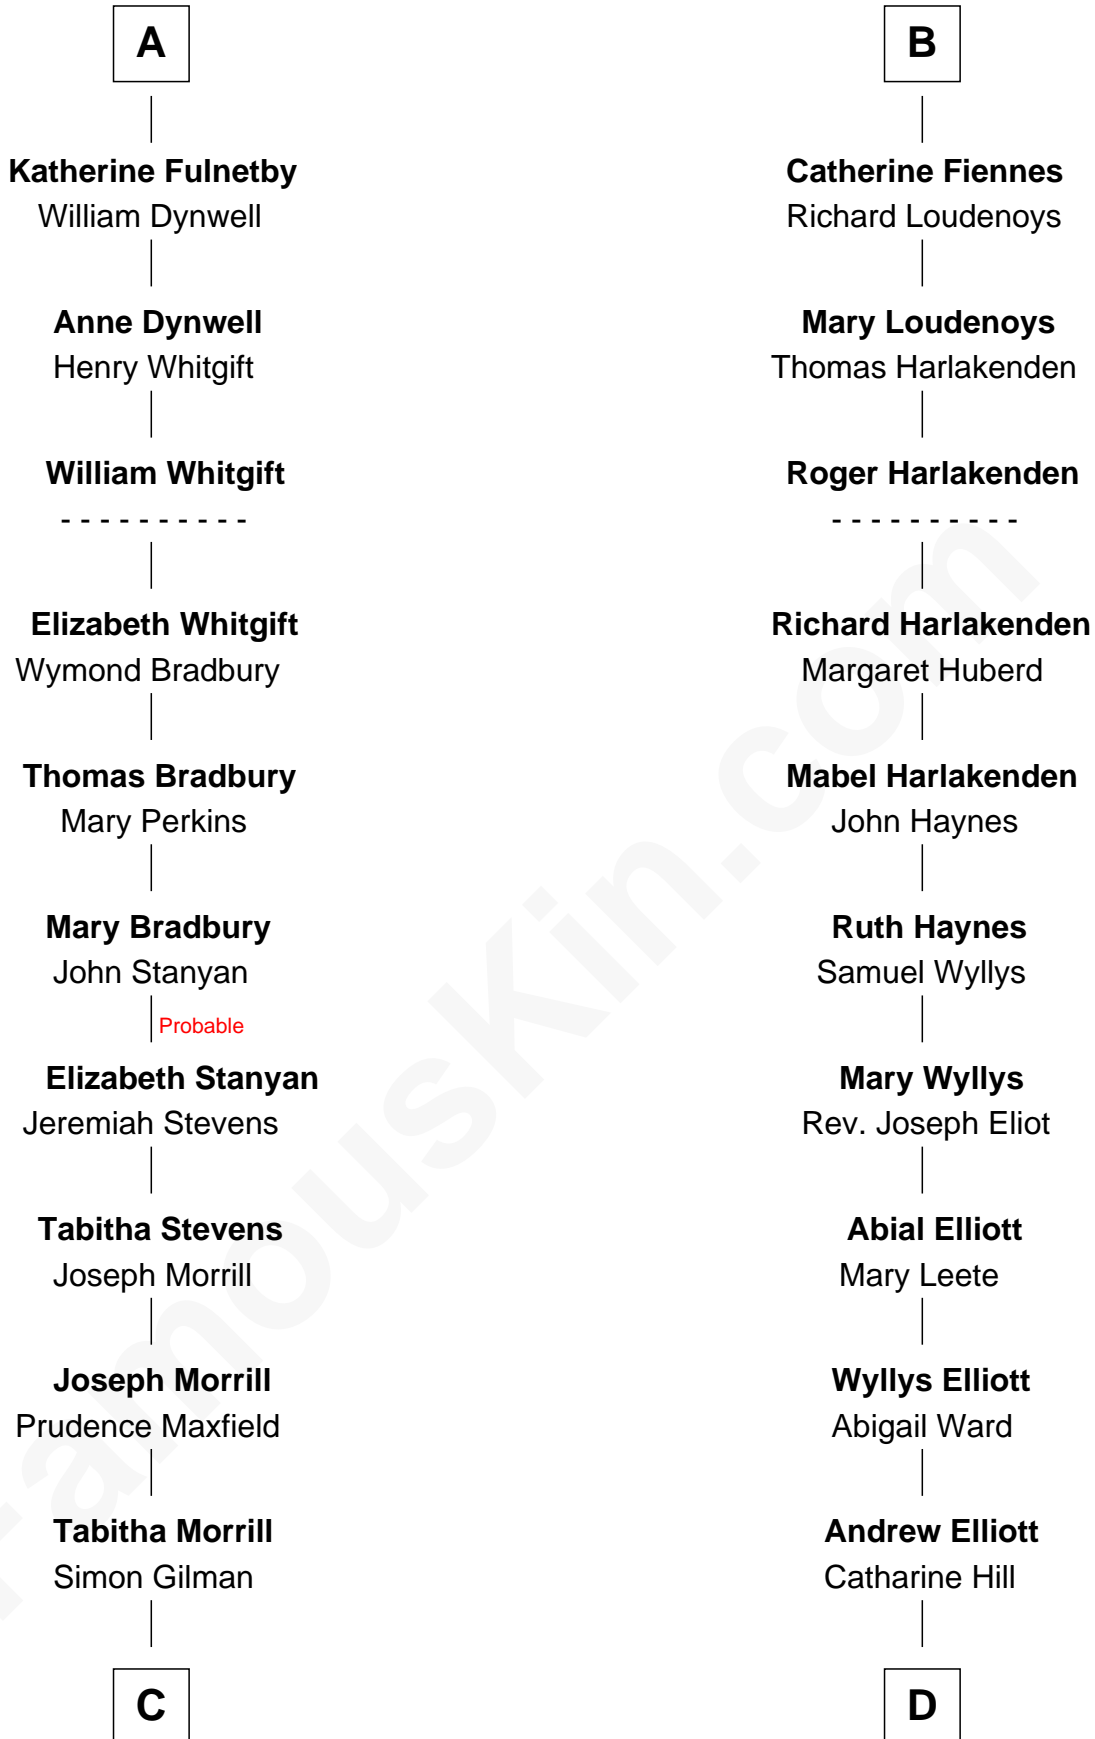 A
Katherine Fulnetby
William Dynwell
Anne Dynwell
Henry Whitgift
William Whitgift
- - - - - - - - - -
Elizabeth Whitgift
Wymond Bradbury
Thomas Bradbury
Mary Perkins
Mary Bradbury
John Stanyan
Probable
Elizabeth Stanyan
Jeremiah Stevens
Tabitha Stevens
Joseph Morrill
Joseph Morrill
Prudence Maxfield
Tabitha Morrill
Simon Gilman
C
B
Catherine Fiennes
Richard Loudenoys
Mary Loudenoys
Thomas Harlakenden
Roger Harlakenden
- - - - - - - - - -
Richard Harlakenden
Margaret Huberd
Mabel Harlakenden
John Haynes
Ruth Haynes
Samuel Wyllys
Mary Wyllys
Rev. Joseph Eliot
Abial Elliott
Mary Leete
Wyllys Elliott
Abigail Ward
Andrew Elliott
Catharine Hill
D
FamousKin.com